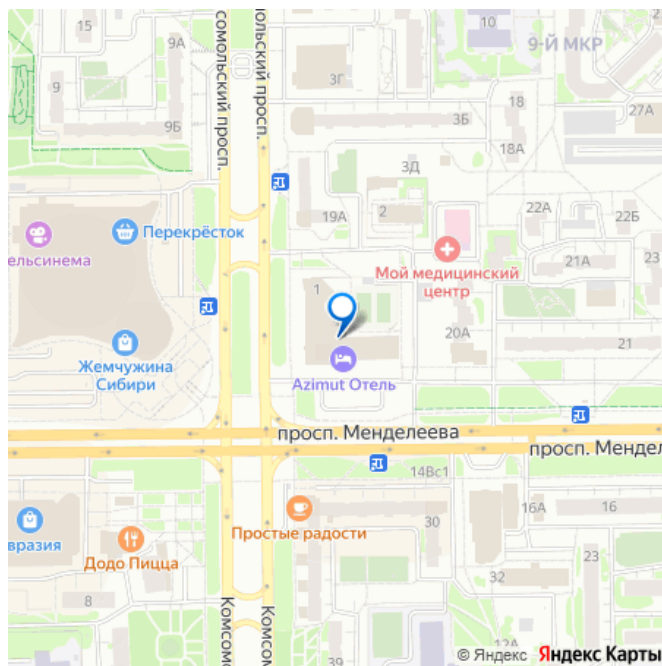 15
9А
10
9-Й МКР
9
3Г
18
27А
сомольский просп.
ольский просп.
9Б
3Б
18А
3Д
19А
2
22А
22Б
Перекрёсток
ельсинема
Мой медицинский
центр
21А
23
1
20А
21
Жемчужина
Сибири
Azimut Отель
просп. Менделеева
просп. Мендел
14Вс1
16А
16
Простые радости
30
вразия
Додо Пицца
23
32
8
Комсомо
Комсом
12А
© Яндекс Яндекс Карты